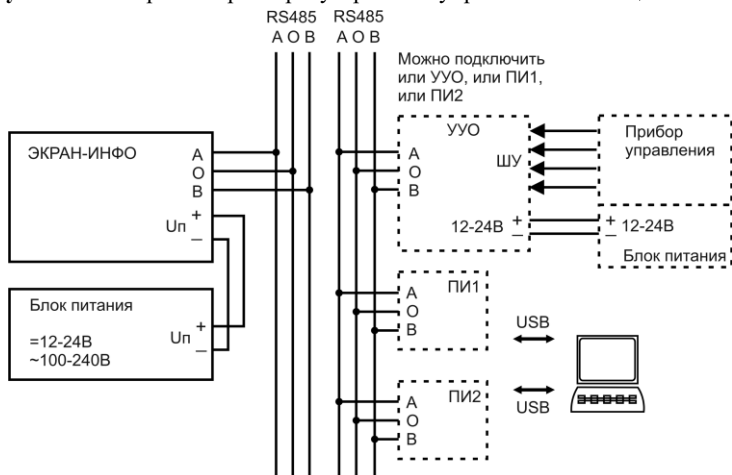 RS485 RS485
А О В А О В
Можно подключить
или УУО, или ПИ1,
или ПИ2
ЭКРАН-ИНФО
А
О
В
Uп
+
–
Блок питания
=12-24В
~100-240В
Uп
+
–
УУО
А
О
В
ШУ
12-24В
+
–
Прибор
управления
+
–
12-24В
Блок питания
ПИ1
А
О
В
USB
ПИ2
А
О
В
USB